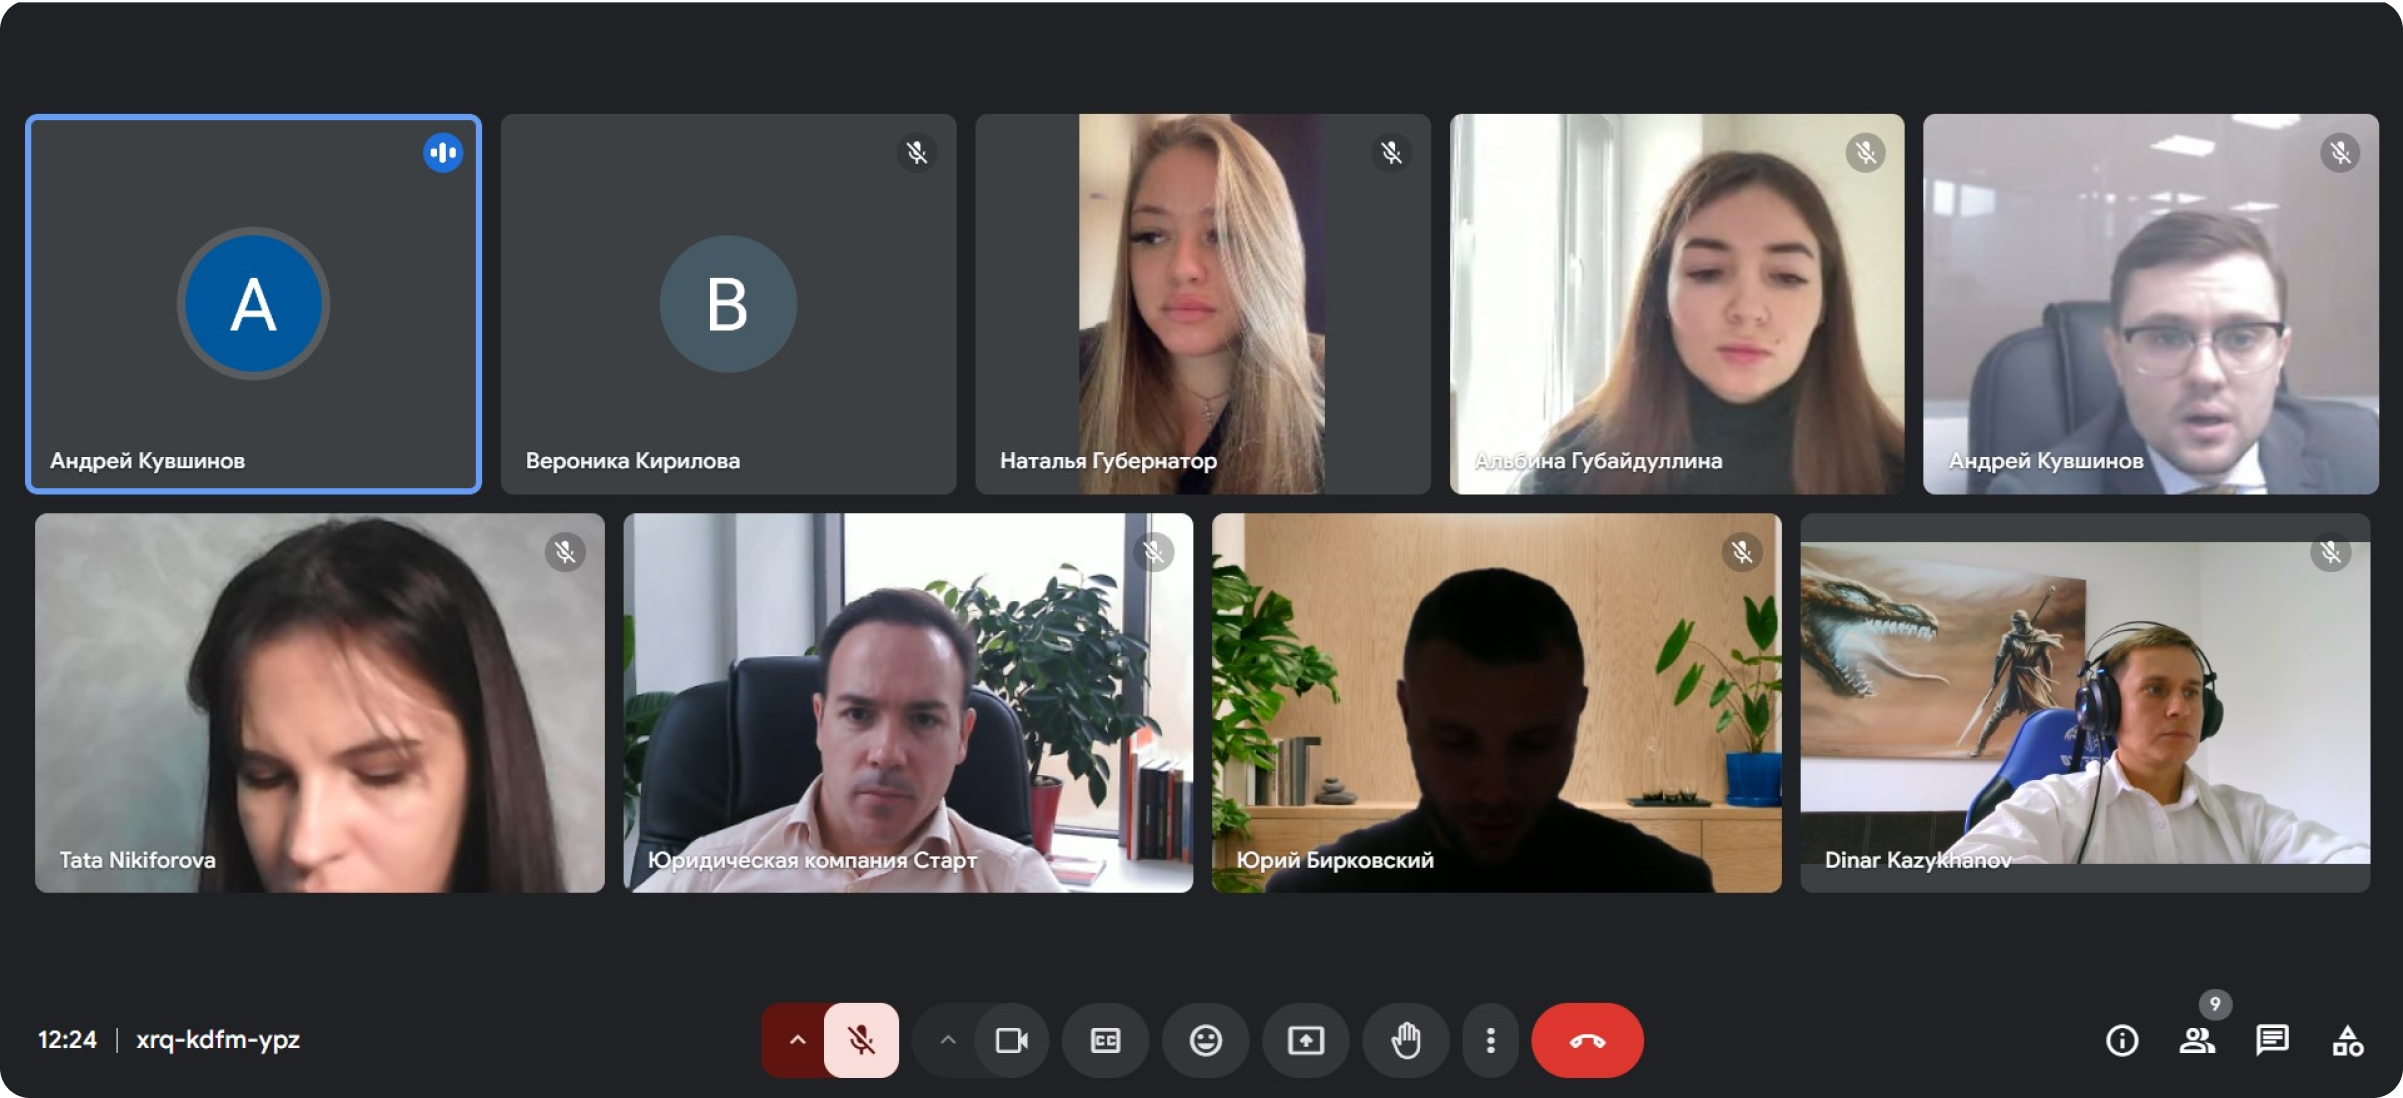 А
Андрей Кувшинов
В
Вероника Кирилова
Наталья Губернатор
Альбина Губайдуллина
Андрей Кувшинов
Tata Nikiforova
Юридическая компания Старт
Юрий Бирковский
Dinar Kazykhanov
12:24 | xrq-kdfm-ypz
CC
9